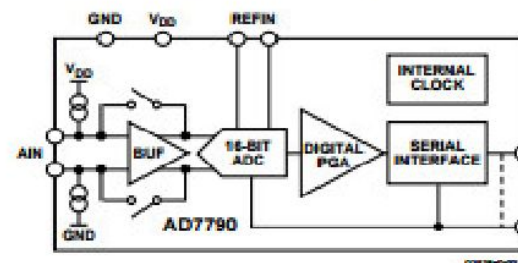 GND VDD REFIN
VDD
INTERNAL
CLOCK
AIN
BUF
16-BIT
ADC
DIGITAL
PGA
SERIAL
INTERFACE
GND
AD7790